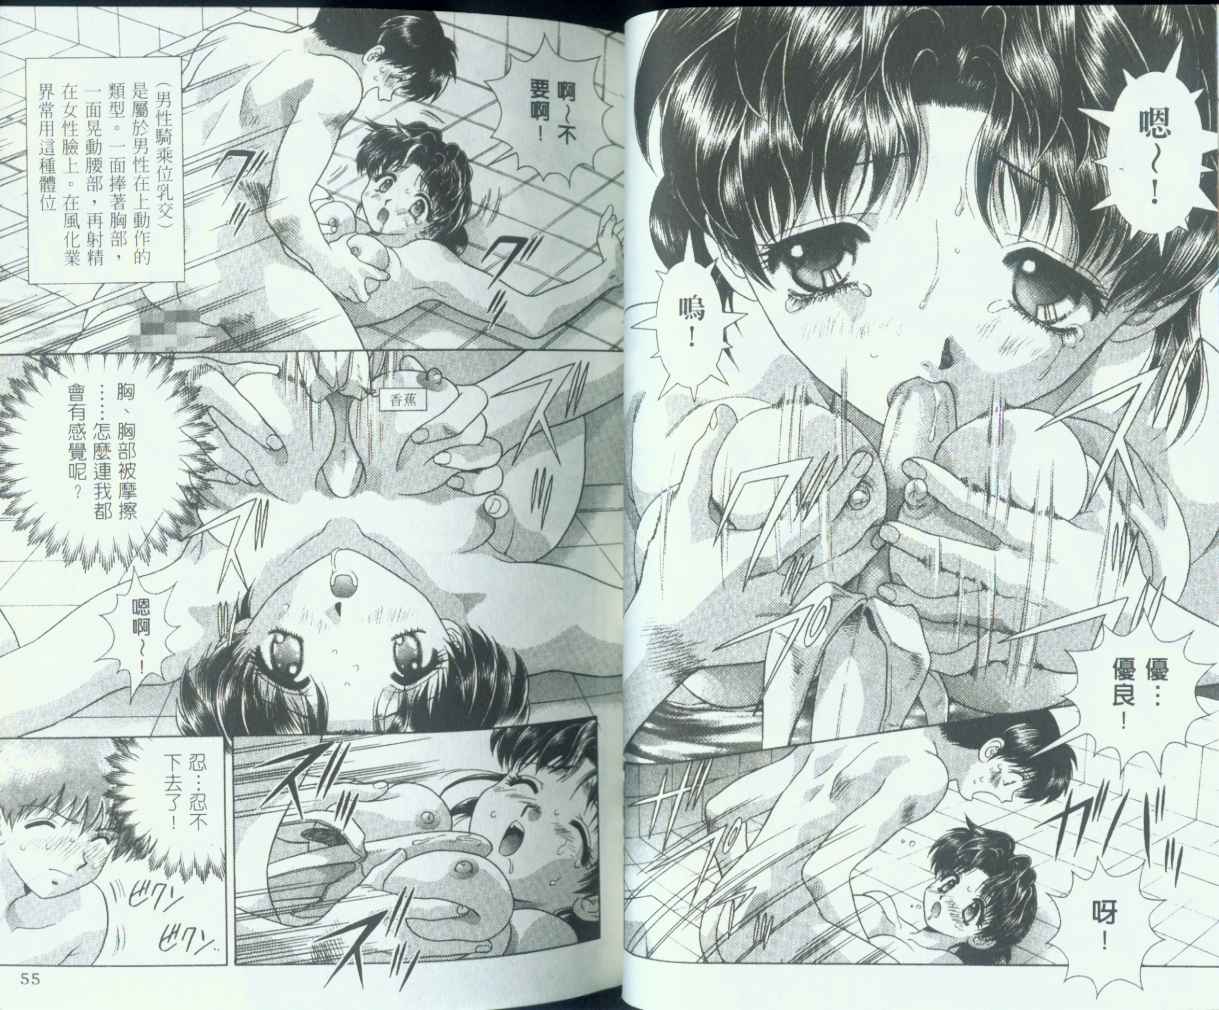 嗯～！
嗚！
優…
優良！
呀！
啊～不
要啊！
（男性騎乘位乳交）
是屬於男性在上動作的
類型。一面捧著胸部，
一面晃動腰部，再射精
在女性臉上。在風化業
界常用這種體位
香蕉
胸、胸部被摩擦
……怎麼連我都
會有感覺呢？
嗯啊～！
忍…忍不
下去了！
ビクン
ビクン
55